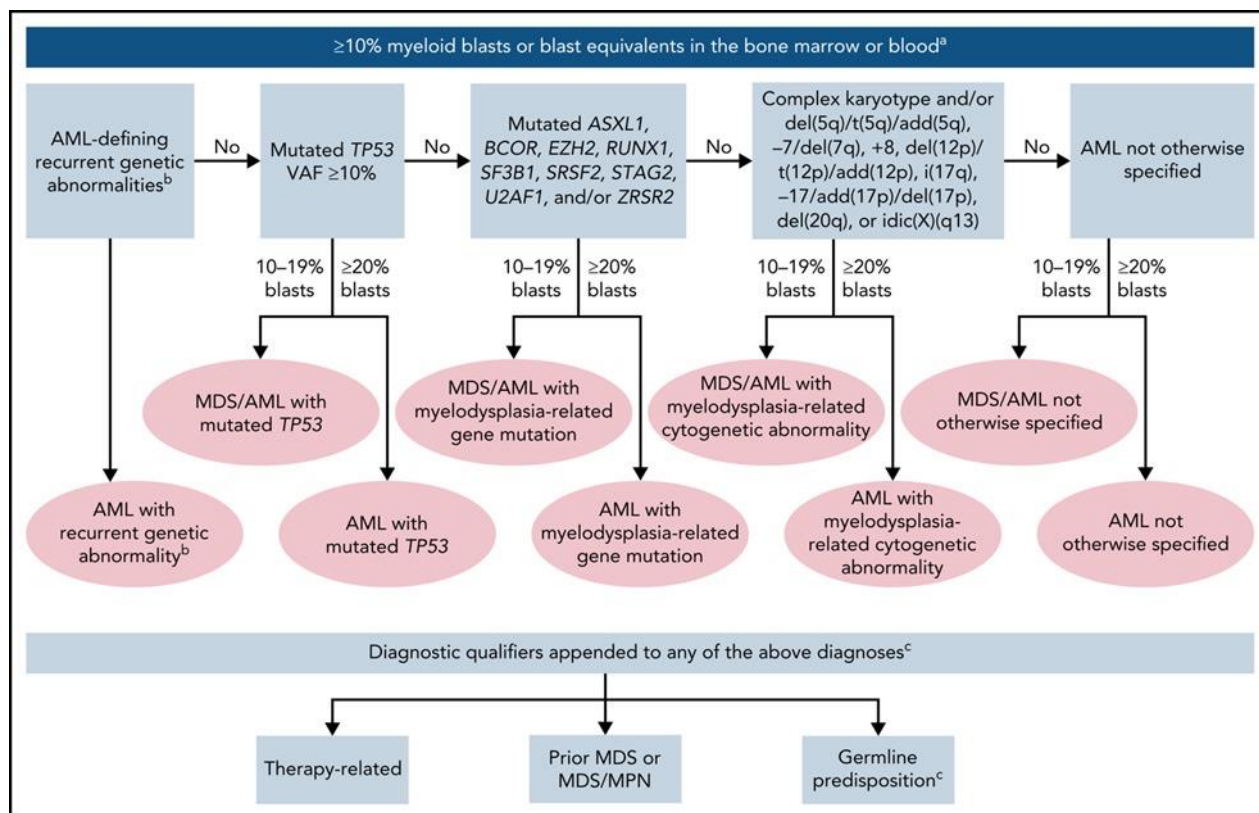 ≥10% myeloid blasts or blast equivalents in the bone marrow or bloodᵃ
AML-defining
recurrent genetic
abnormalitiesᵇ
No
Mutated TP53
VAF ≥10%
No
Mutated ASXL1,
BCOR, EZH2, RUNX1,
SF3B1, SRSF2, STAG2,
U2AF1, and/or ZRSR2
No
Complex karyotype and/or
del(5q)/t(5q)/add(5q),
–7/del(7q), +8, del(12p)/
t(12p)/add(12p), i(17q),
–17/add(17p)/del(17p),
del(20q), or idic(X)(q13)
No
AML not otherwise
specified
10–19%
blasts
≥20%
blasts
10–19%
blasts
≥20%
blasts
10–19%
blasts
≥20%
blasts
10–19%
blasts
≥20%
blasts
MDS/AML with
mutated TP53
MDS/AML with
myelodysplasia-related
gene mutation
MDS/AML with
myelodysplasia-related
cytogenetic abnormality
MDS/AML not
otherwise specified
AML with
recurrent genetic
abnormalityᵇ
AML with
mutated TP53
AML with
myelodysplasia-related
gene mutation
AML with
myelodysplasia-
related cytogenetic
abnormality
AML not
otherwise specified
Diagnostic qualifiers appended to any of the above diagnosesᶜ
Therapy-related
Prior MDS or
MDS/MPN
Germline
predispositionᶜ